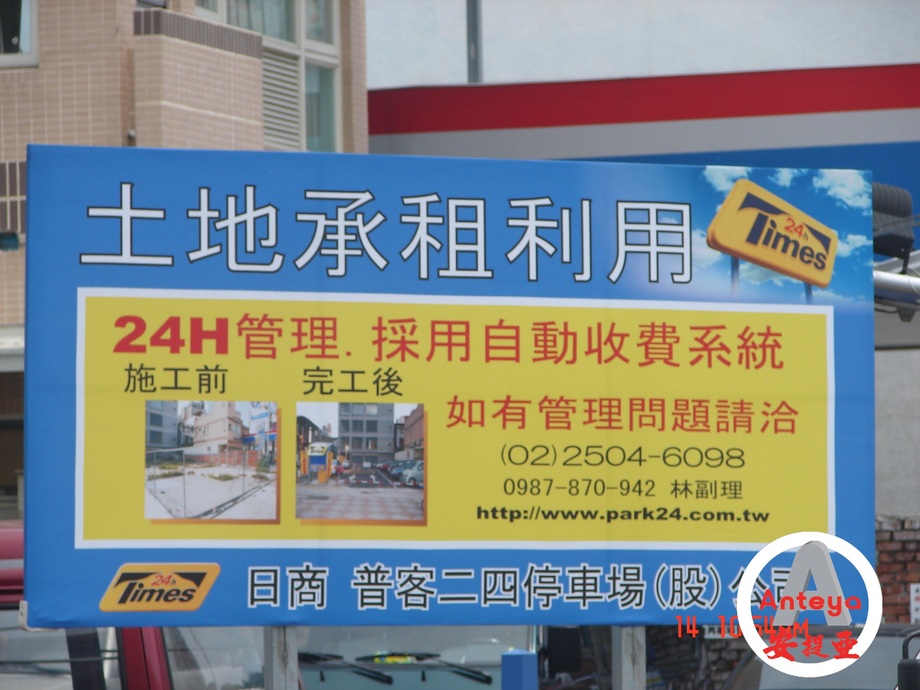 土地承租利用
24h
Times
24H管理.採用自動收費系統
施工前 完工後
如有管理問題請洽
(02)2504-6098
0987-870-942 林副理
http://www.park24.com.tw
24h
Times
日商 普客二四停車場(股)公司
A
Anteya
安提亞